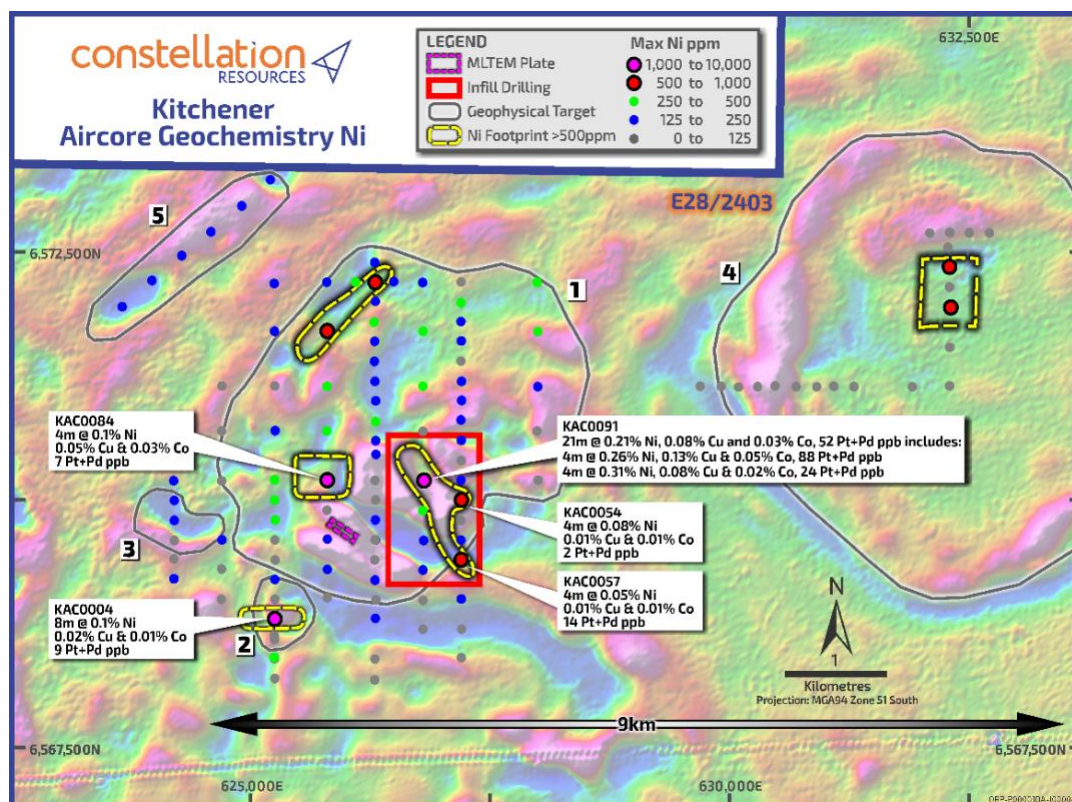 constellation
RESOURCES
Kitchener
Aircore Geochemistry Ni
LEGEND
MLTEM Plate
Infill Drilling
Geophysical Target
Ni Footprint >500ppm
Max Ni ppm
1,000 to 10,000
500 to 1,000
250 to 500
125 to 250
0 to 125
632,500E
E28/2403
5
6,572,500N
1
4
KAC0084
4m @ 0.1% Ni
0.05% Cu & 0.03% Co
7 Pt+Pd ppb
KAC0091
21m @ 0.21% Ni, 0.08% Cu and 0.03% Co, 52 Pt+Pd ppb includes:
4m @ 0.26% Ni, 0.13% Cu & 0.05% Co, 88 Pt+Pd ppb
4m @ 0.31% Ni, 0.08% Cu & 0.02% Co, 24 Pt+Pd ppb
KAC0054
4m @ 0.08% Ni
0.01% Cu & 0.01% Co
2 Pt+Pd ppb
3
KAC0057
4m @ 0.05% Ni
0.01% Cu & 0.01% Co
14 Pt+Pd ppb
KAC0004
8m @ 0.1% Ni
0.02% Cu & 0.01% Co
9 Pt+Pd ppb
2
N
1
Kilometres
Projection: MGA94 Zone 51 South
9km
6,567,500N
6,567,500N
625,000E
630,000E